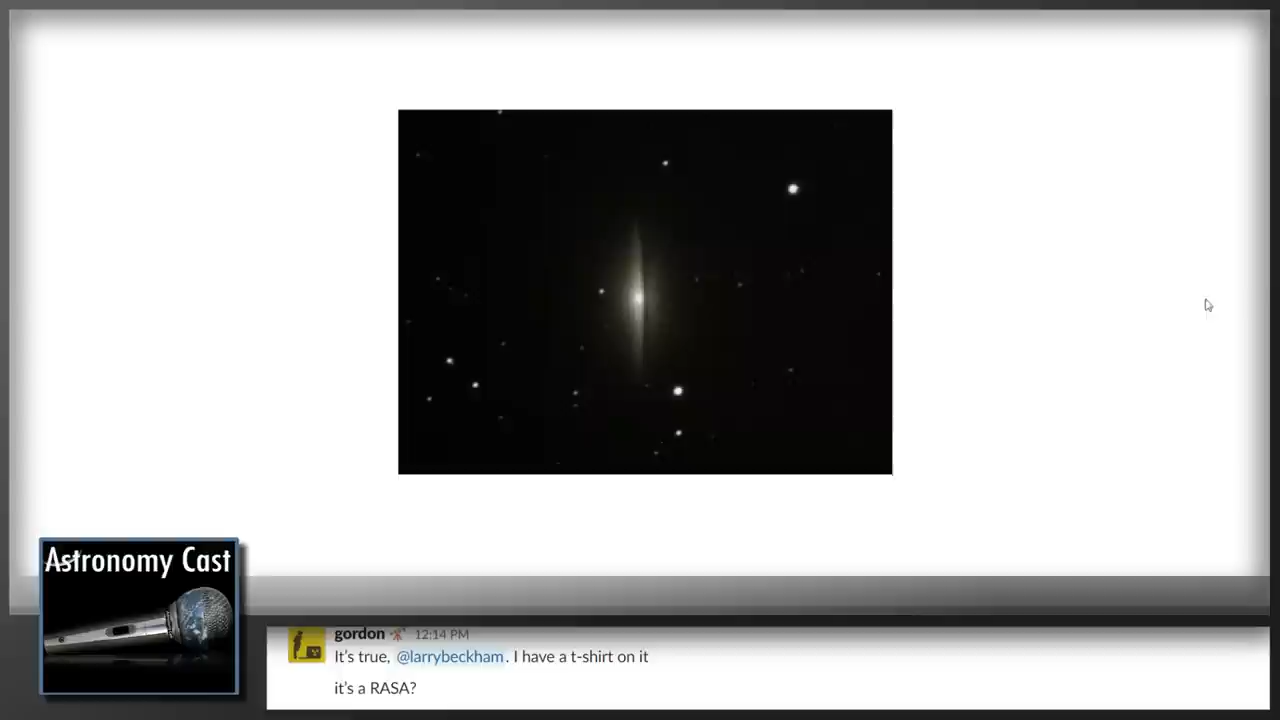 Astronomy Cast
gordon 12:14 PM
It's true, @larrybeckham. I have a t-shirt on it
it's a RASA?